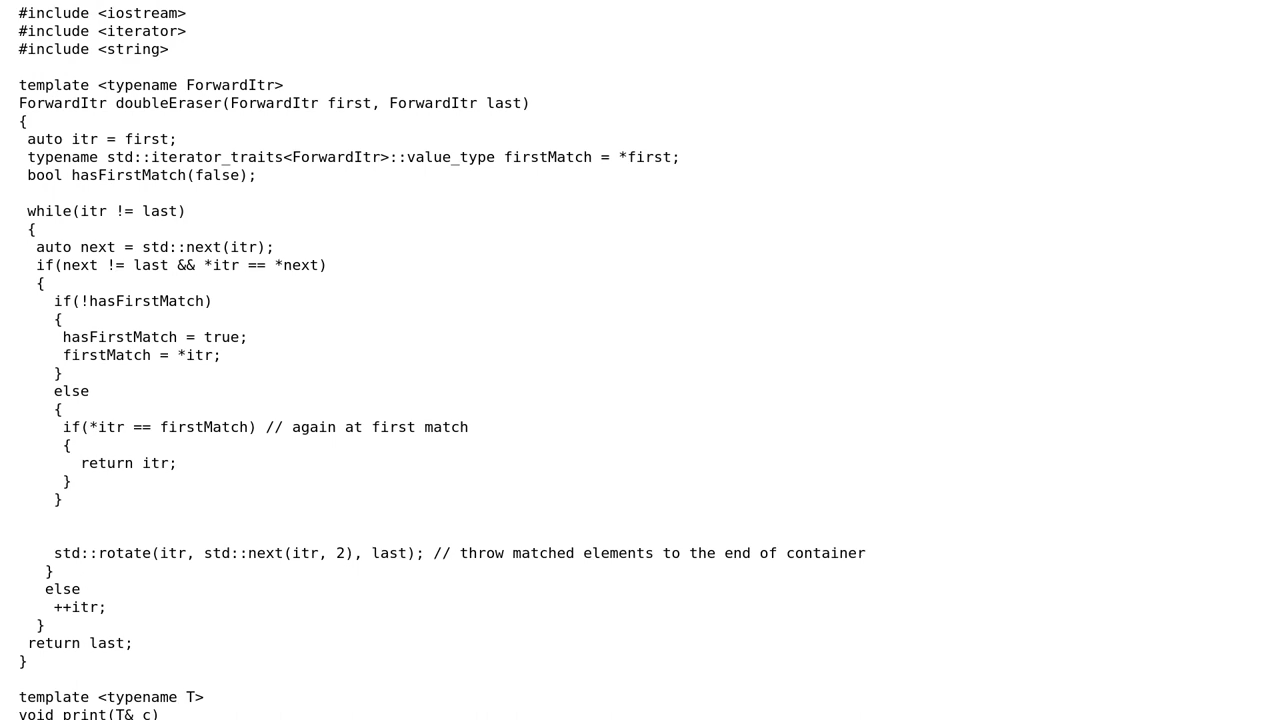 #include <iostream>
#include <iterator>
#include <string>

template <typename ForwardItr>
ForwardItr doubleEraser(ForwardItr first, ForwardItr last)
{
 auto itr = first;
 typename std::iterator_traits<ForwardItr>::value_type firstMatch = *first;
 bool hasFirstMatch(false);

 while(itr != last)
 {
  auto next = std::next(itr);
  if(next != last && *itr == *next)
  {
    if(!hasFirstMatch)
    {
     hasFirstMatch = true;
     firstMatch = *itr;
    }
    else
    {
     if(*itr == firstMatch) // again at first match
     {
       return itr;
     }
    }


    std::rotate(itr, std::next(itr, 2), last); // throw matched elements to the end of container
   }
   else
    ++itr;
  }
 return last;
}

template <typename T>
void print(T& c)